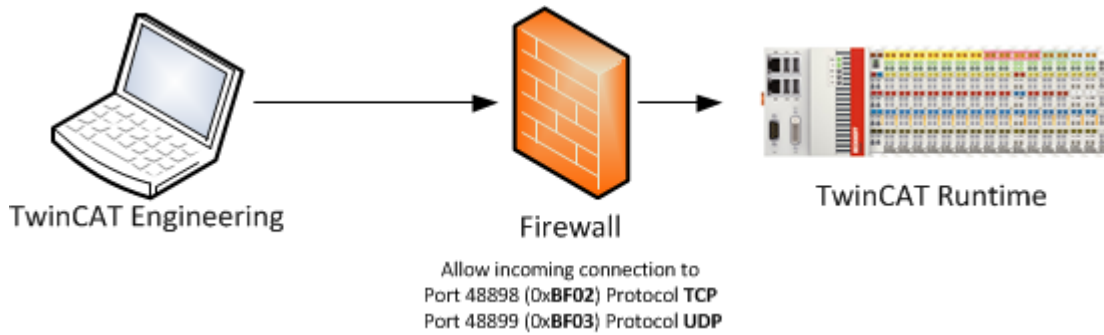 TwinCAT Engineering
Firewall
TwinCAT Runtime
Allow incoming connection to
Port 48898 (0xBF02) Protocol TCP
Port 48899 (0xBF03) Protocol UDP